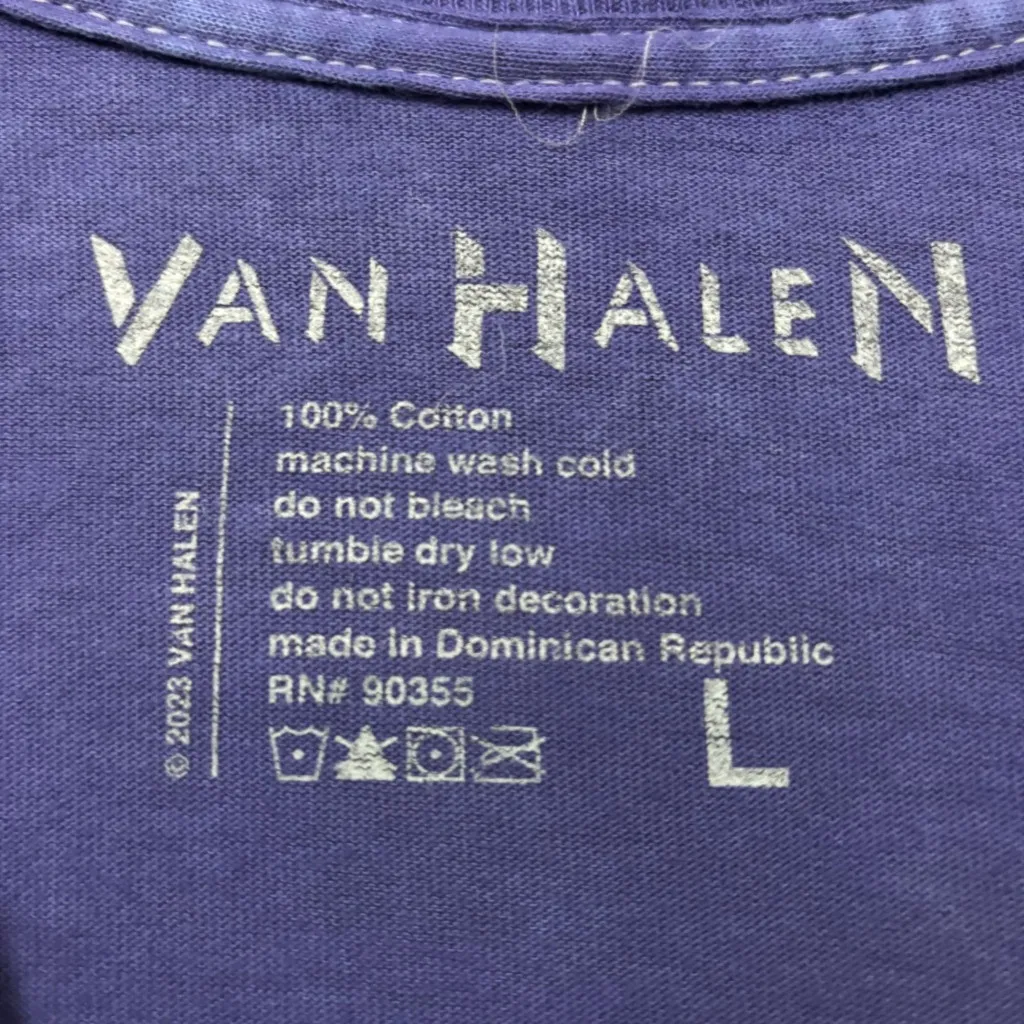 VAN HALEN
100% Cotton
machine wash cold
do not bleach
tumble dry low
do not iron decoration
made in Dominican Republic
RN# 90355
L
© 2023 VAN HALEN